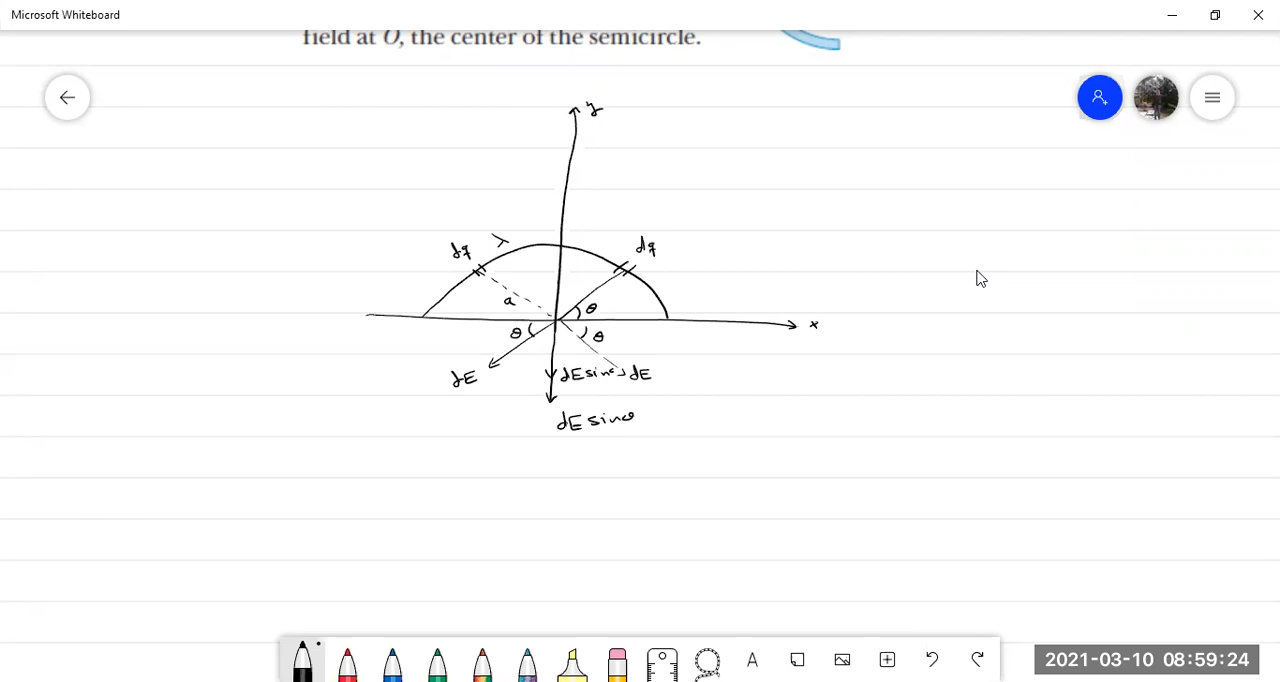 Microsoft Whiteboard
field at O, the center of the semicircle.
y
dq
λ
dq
a
θ
x
θ
θ
dE
dE sinθ
dE
dE sinθ
A
2021-03-10 08:59:24